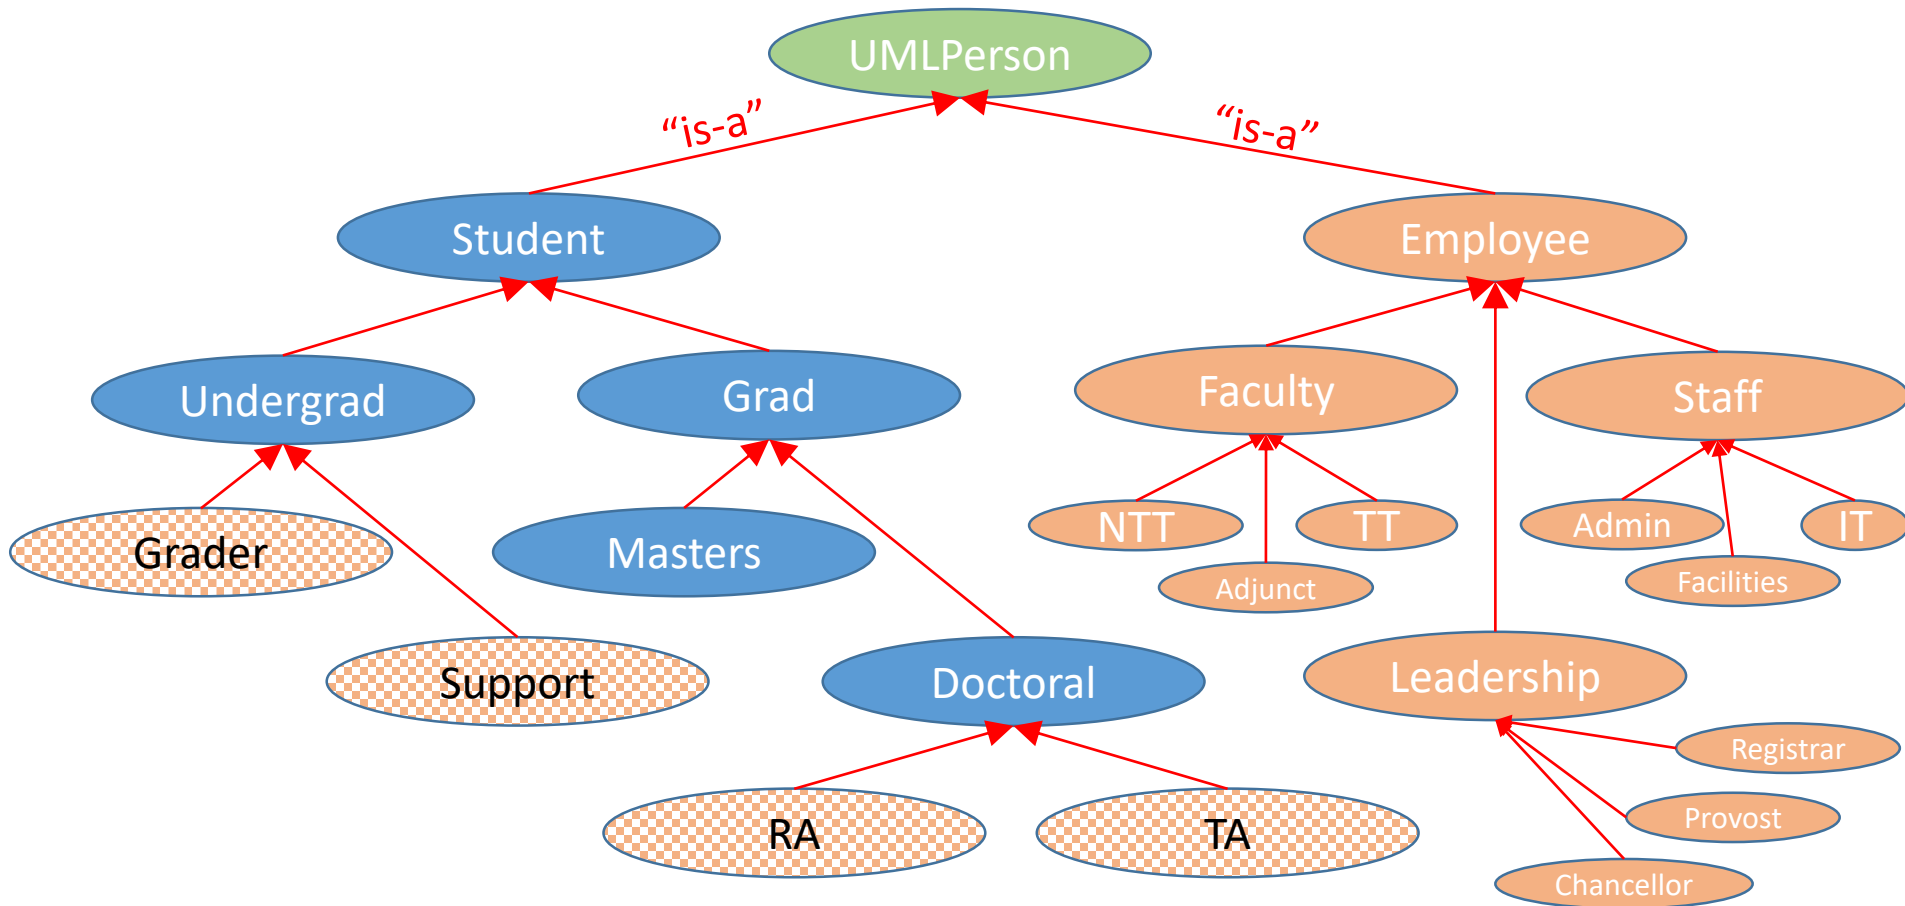 UMLPerson
“is-a”
“is-a”
Student
Employee
Undergrad
Grad
Faculty
Staff
Grader
Masters
NTT
TT
Adjunct
Admin
IT
Facilities
Support
Doctoral
Leadership
RA
TA
Registrar
Provost
Chancellor